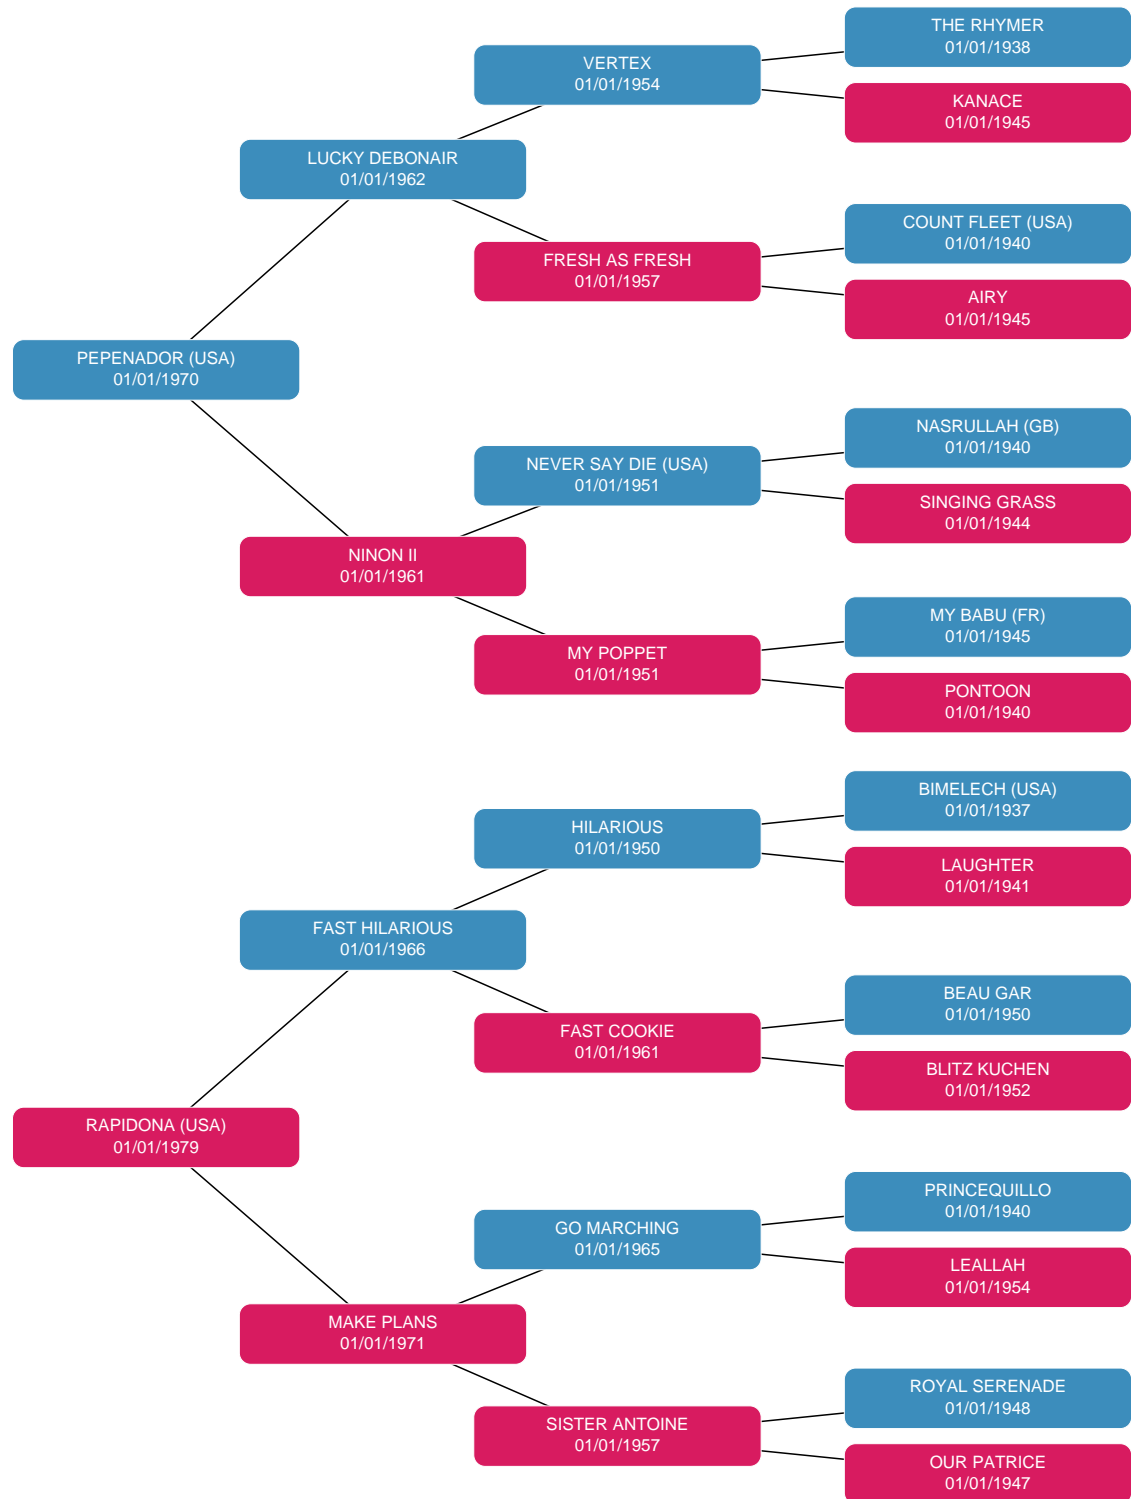 THE RHYMER
01/01/1938
VERTEX
01/01/1954
KANACE
01/01/1945
LUCKY DEBONAIR
01/01/1962
COUNT FLEET (USA)
01/01/1940
FRESH AS FRESH
01/01/1957
AIRY
01/01/1945
PEPENADOR (USA)
01/01/1970
NASRULLAH (GB)
01/01/1940
NEVER SAY DIE (USA)
01/01/1951
SINGING GRASS
01/01/1944
NINON II
01/01/1961
MY BABU (FR)
01/01/1945
MY POPPET
01/01/1951
PONTOON
01/01/1940
BIMELECH (USA)
01/01/1937
HILARIOUS
01/01/1950
LAUGHTER
01/01/1941
FAST HILARIOUS
01/01/1966
BEAU GAR
01/01/1950
FAST COOKIE
01/01/1961
BLITZ KUCHEN
01/01/1952
RAPIDONA (USA)
01/01/1979
PRINCEQUILLO
01/01/1940
GO MARCHING
01/01/1965
LEALLAH
01/01/1954
MAKE PLANS
01/01/1971
ROYAL SERENADE
01/01/1948
SISTER ANTOINE
01/01/1957
OUR PATRICE
01/01/1947